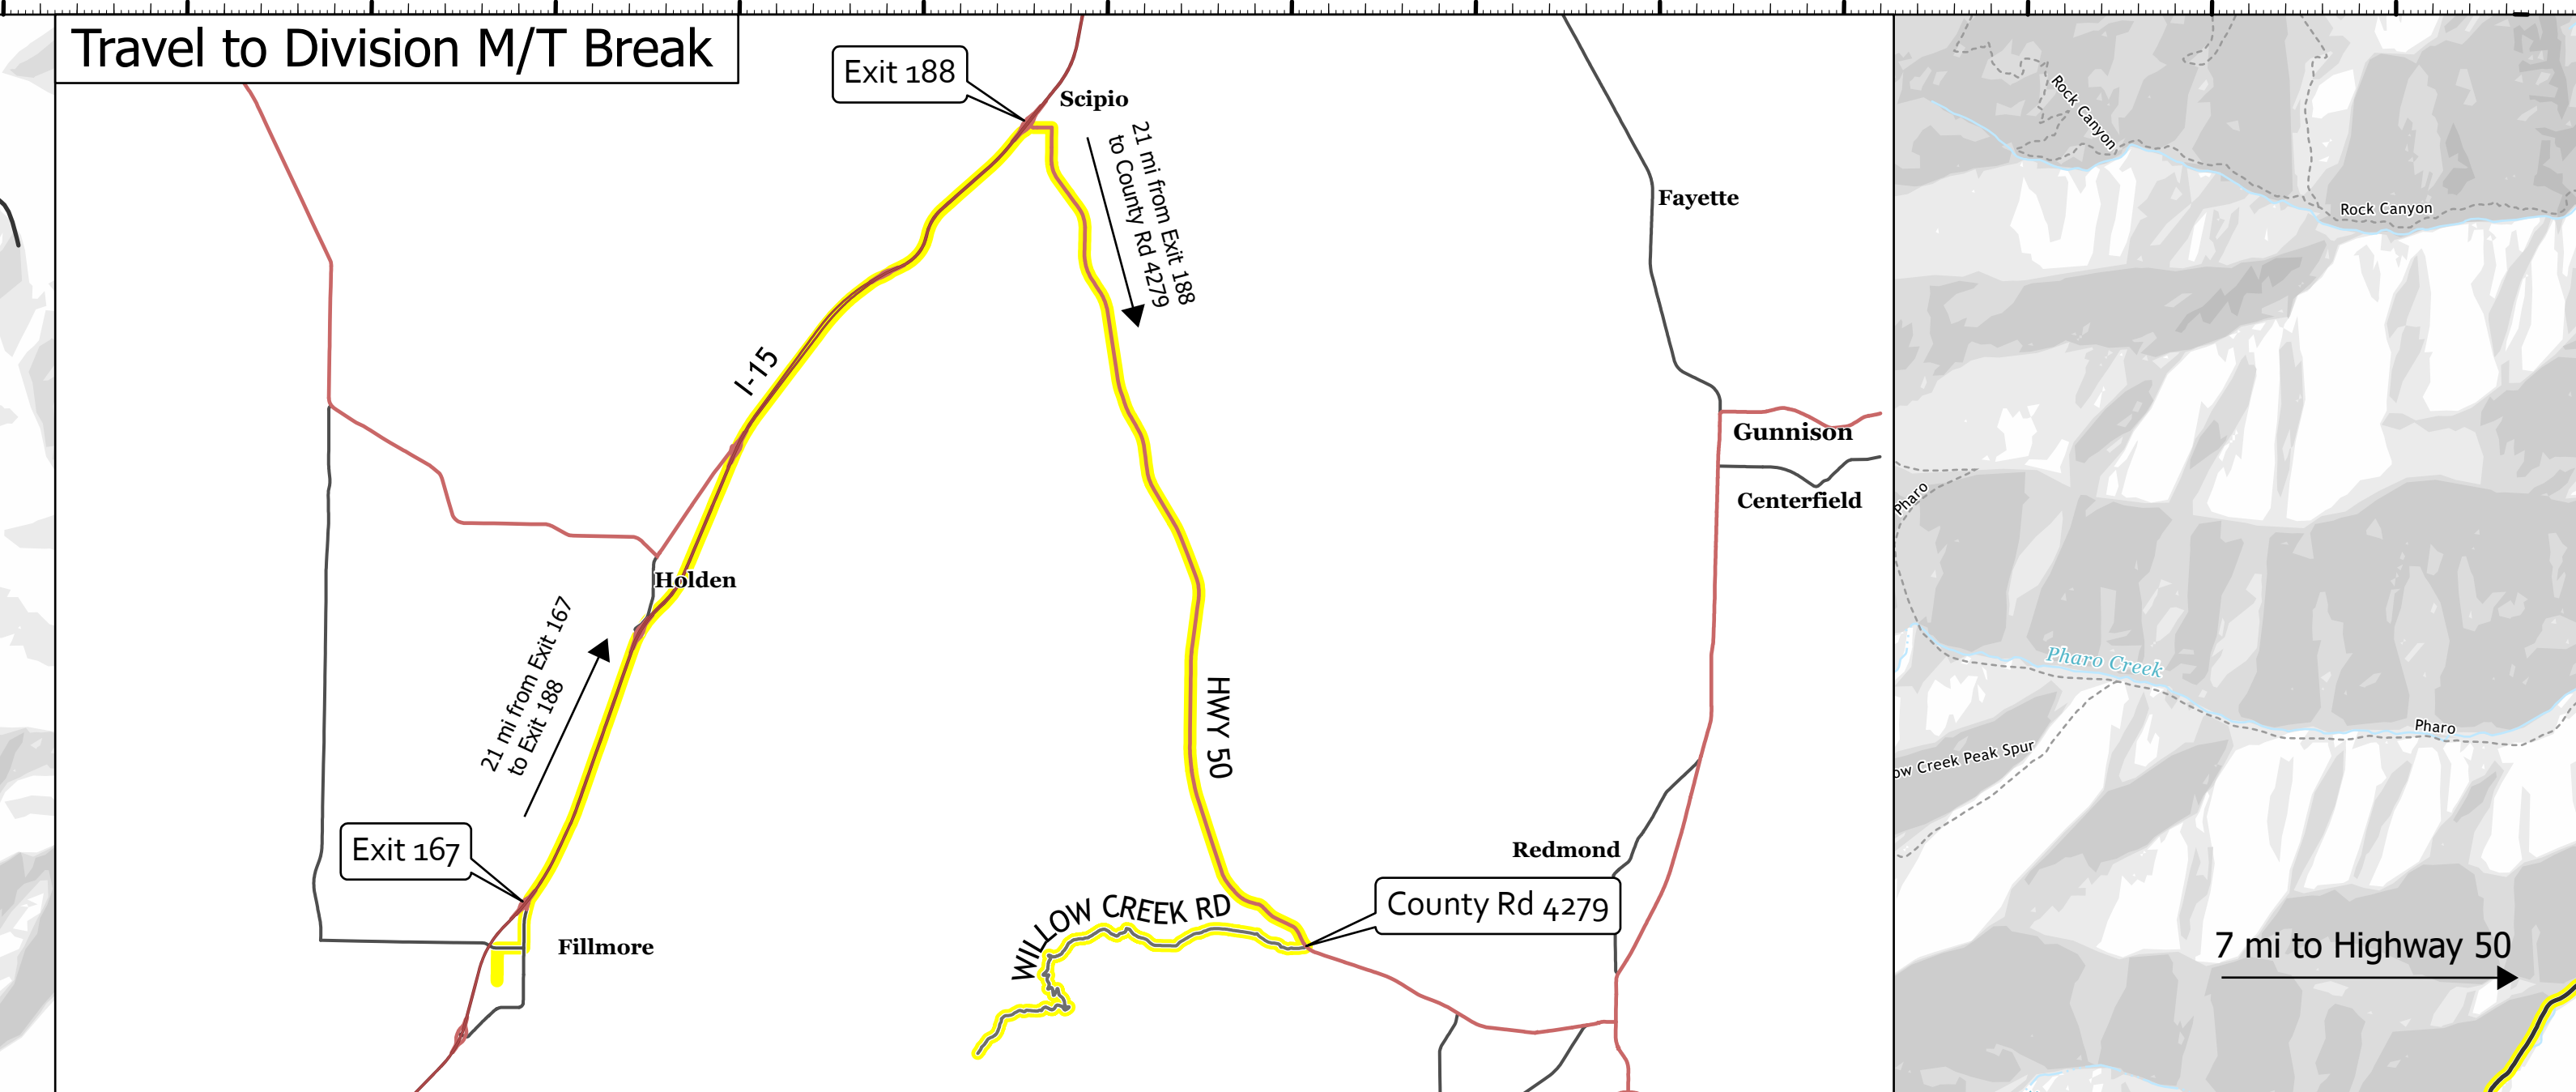 Travel to Division M/T Break
Exit 188
Scipio
21 mi from Exit 188
to County Rd 4279
Fayette
I-15
Gunnison
Centerfield
Holden
21 mi from Exit 167
to Exit 188
HWY 50
Exit 167
Fillmore
Redmond
County Rd 4279
WILLOW CREEK RD
Rock Canyon
Rock Canyon
Pharo
Pharo Creek
Pharo
ow Creek Peak Spur
7 mi to Highway 50